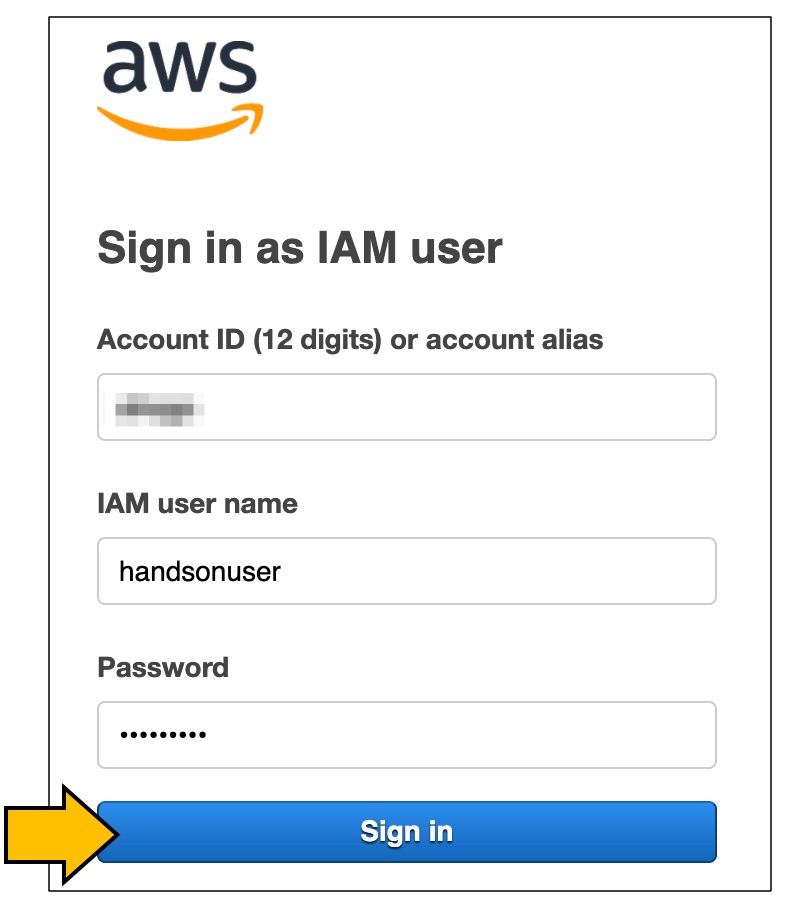 aws
Sign in as IAM user
Account ID (12 digits) or account alias
IAM user name
handsonuser
Password
•••••••••
Sign in